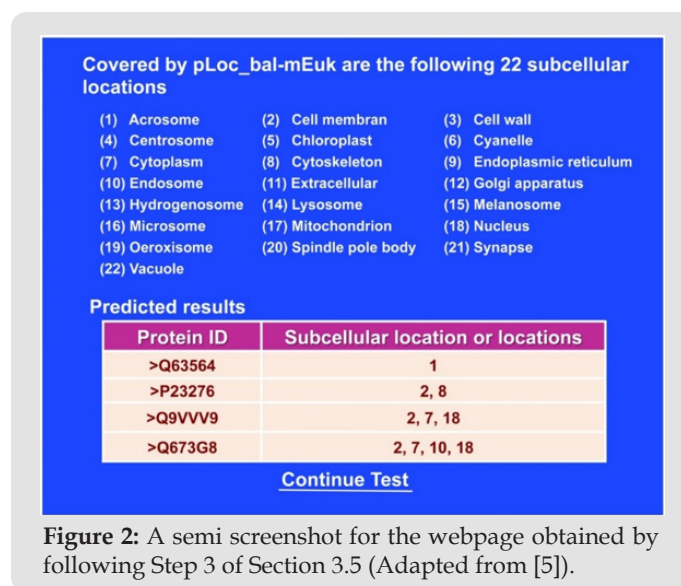 Covered by pLoc_bal-mEuk are the following 22 subcellular
locations
(1) Acrosome (2) Cell membran (3) Cell wall
(4) Centrosome (5) Chloroplast (6) Cyanelle
(7) Cytoplasm (8) Cytoskeleton (9) Endoplasmic reticulum
(10) Endosome (11) Extracellular (12) Golgi apparatus
(13) Hydrogenosome (14) Lysosome (15) Melanosome
(16) Microsome (17) Mitochondrion (18) Nucleus
(19) Oeroxisome (20) Spindle pole body (21) Synapse
(22) Vacuole
Predicted results
Protein ID Subcellular location or locations
>Q63564 1
>P23276 2, 8
>Q9VVV9 2, 7, 18
>Q673G8 2, 7, 10, 18
Continue Test
Figure 2: A semi screenshot for the webpage obtained by
following Step 3 of Section 3.5 (Adapted from [5]).